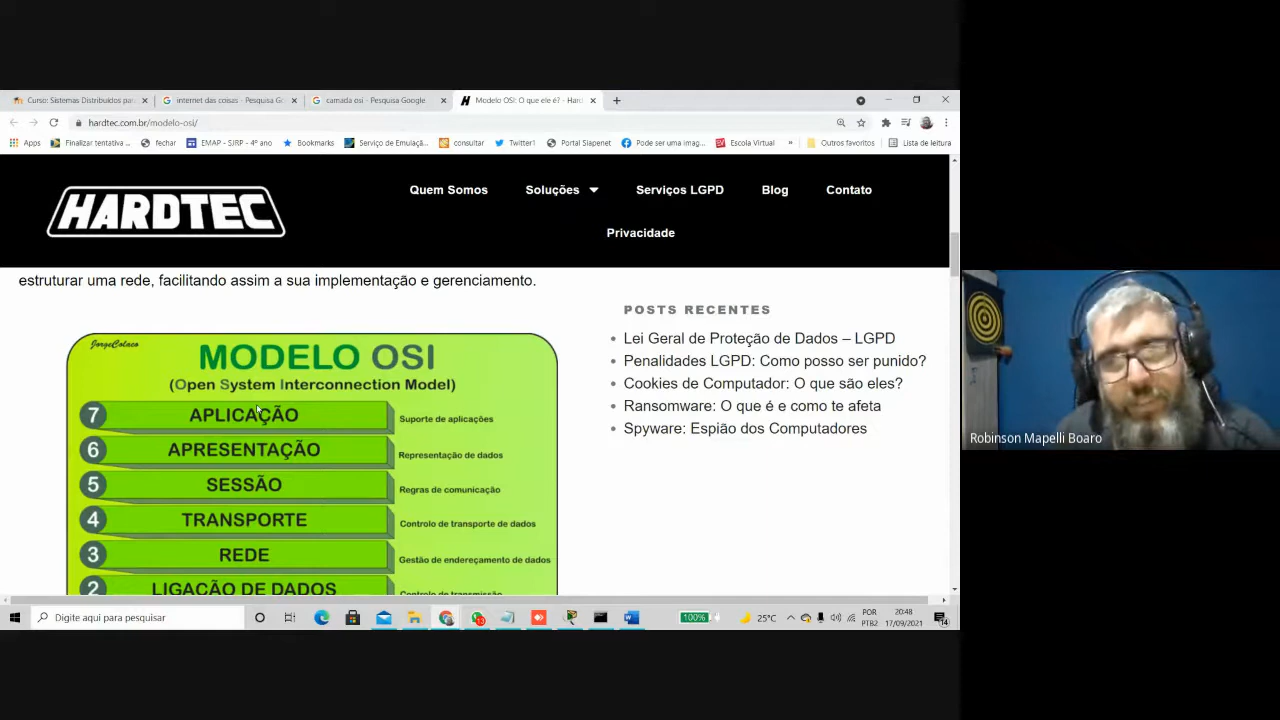 Curso: Sistemas Distribuídos par
internet das coisas - Pesquisa G
camada osi - Pesquisa Google
Modelo OSI: O que ele é? - Hard
hardtec.com.br/modelo-osi/
Apps
Finalizar tentativa ...
fechar
EMAP - SJRP - 4º ano
Bookmarks
Serviço de Emulaç...
consultar
Twitter1
Portal Siapenet
Pode ser uma imag...
Escola Virtual
»
Outros favoritos
Lista de leitura
HARDTEC
Quem Somos
Soluções
Serviços LGPD
Blog
Contato
Privacidade
estruturar uma rede, facilitando assim a sua implementação e gerenciamento.
JorgeColaco
MODELO OSI
(Open System Interconnection Model)
7 APLICAÇÃO Suporte de aplicações
6 APRESENTAÇÃO Representação de dados
5 SESSÃO Regras de comunicação
4 TRANSPORTE Controlo de transporte de dados
3 REDE Gestão de endereçamento de dados
2 LIGAÇÃO DE DADOS Controlo de transmissão
POSTS RECENTES
Lei Geral de Proteção de Dados – LGPD
Penalidades LGPD: Como posso ser punido?
Cookies de Computador: O que são eles?
Ransomware: O que é e como te afeta
Spyware: Espião dos Computadores
Robinson Mapelli Boaro
Digite aqui para pesquisar
100%
25°C
POR
PTB2
20:48
17/09/2021